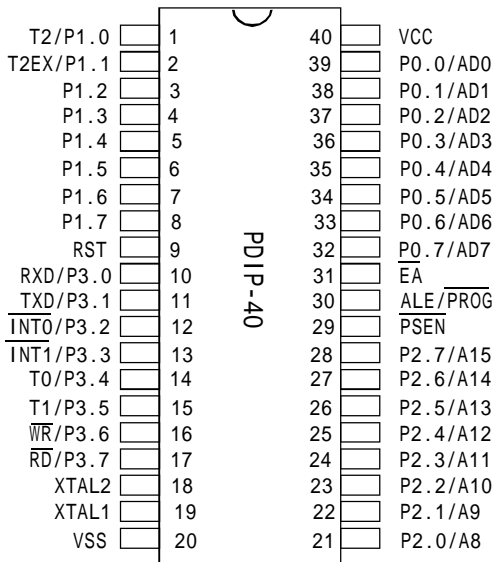 T2/P1.0 1 40 VCC
T2EX/P1.1 2 39 P0.0/AD0
P1.2 3 38 P0.1/AD1
P1.3 4 37 P0.2/AD2
P1.4 5 36 P0.3/AD3
P1.5 6 35 P0.4/AD4
P1.6 7 34 P0.5/AD5
P1.7 8 33 P0.6/AD6
RST 9 32 P0.7/AD7
RXD/P3.0 10 31 EA
TXD/P3.1 11 30 ALE/PROG
INT0/P3.2 12 29 PSEN
INT1/P3.3 13 28 P2.7/A15
T0/P3.4 14 27 P2.6/A14
T1/P3.5 15 26 P2.5/A13
WR/P3.6 16 25 P2.4/A12
RD/P3.7 17 24 P2.3/A11
XTAL2 18 23 P2.2/A10
XTAL1 19 22 P2.1/A9
VSS 20 21 P2.0/A8
PDIP-40